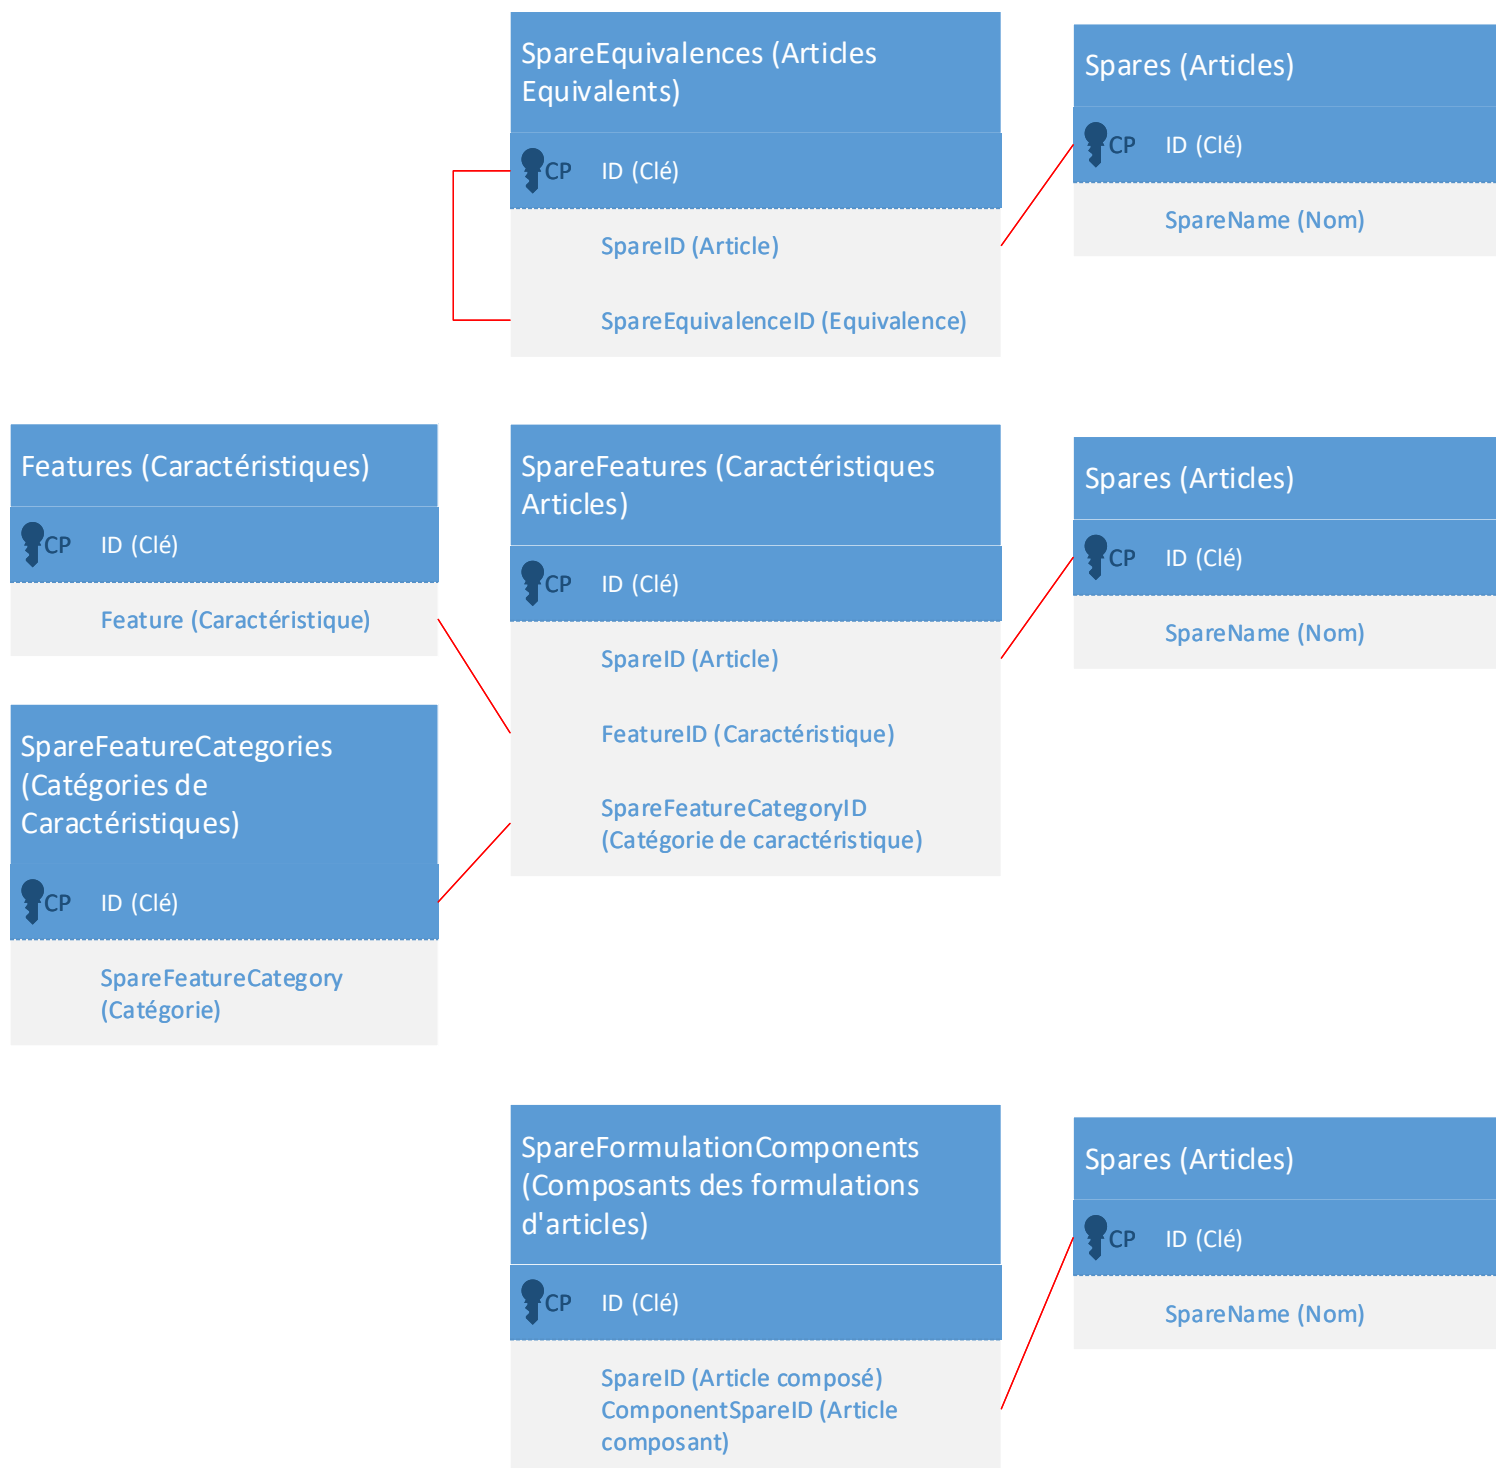 SpareEquivalences (Articles
Equivalents)
CP ID (Clé)
SpareID (Article)
SpareEquivalenceID (Equivalence)
Spares (Articles)
CP ID (Clé)
SpareName (Nom)
Features (Caractéristiques)
CP ID (Clé)
Feature (Caractéristique)
SpareFeatures (Caractéristiques
Articles)
CP ID (Clé)
SpareID (Article)
FeatureID (Caractéristique)
SpareFeatureCategoryID
(Catégorie de caractéristique)
Spares (Articles)
CP ID (Clé)
SpareName (Nom)
SpareFeatureCategories
(Catégories de
Caractéristiques)
CP ID (Clé)
SpareFeatureCategory
(Catégorie)
SpareFormulationComponents
(Composants des formulations
d'articles)
CP ID (Clé)
SpareID (Article composé)
ComponentSpareID (Article
composant)
Spares (Articles)
CP ID (Clé)
SpareName (Nom)